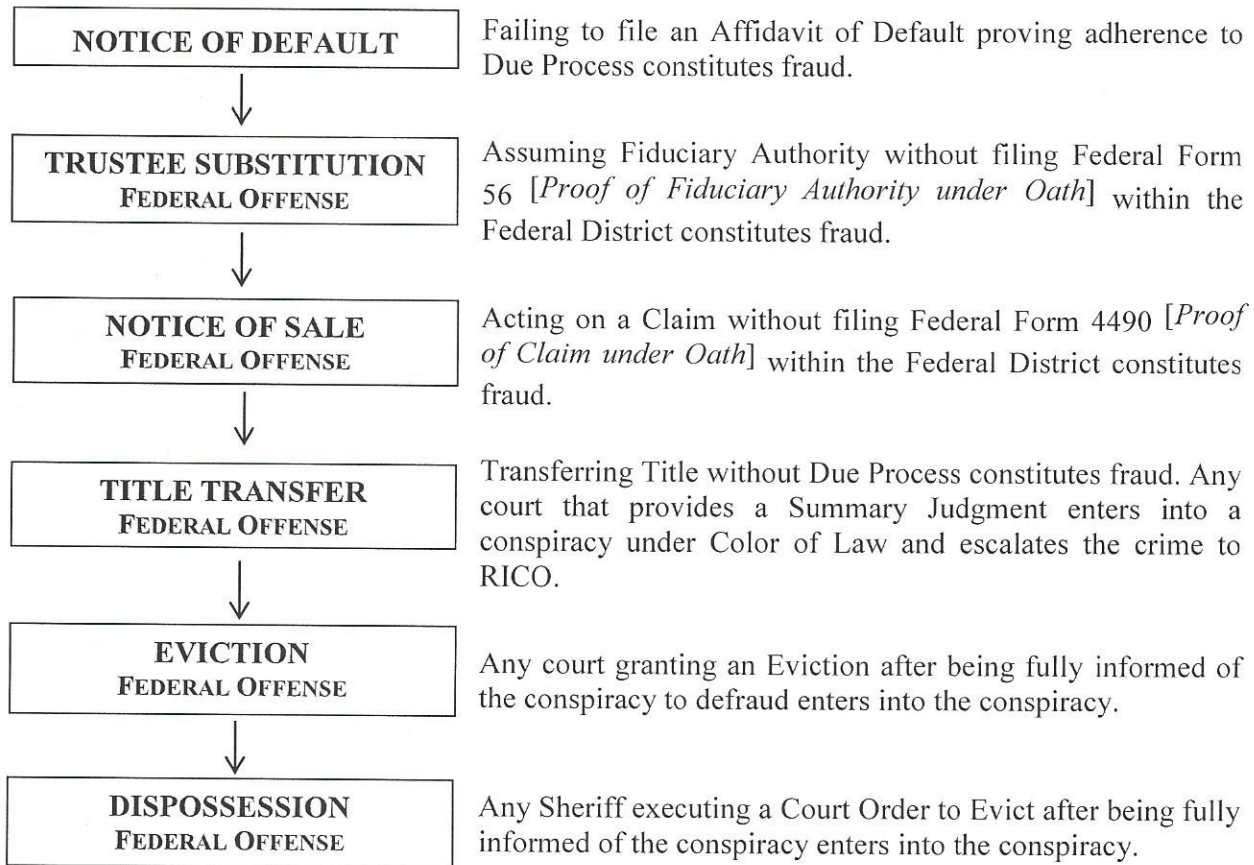 NOTICE OF DEFAULT
Failing to file an Affidavit of Default proving adherence to
Due Process constitutes fraud.
TRUSTEE SUBSTITUTION
FEDERAL OFFENSE
Assuming Fiduciary Authority without filing Federal Form
56 [Proof of Fiduciary Authority under Oath] within the
Federal District constitutes fraud.
NOTICE OF SALE
FEDERAL OFFENSE
Acting on a Claim without filing Federal Form 4490 [Proof
of Claim under Oath] within the Federal District constitutes
fraud.
TITLE TRANSFER
FEDERAL OFFENSE
Transferring Title without Due Process constitutes fraud. Any
court that provides a Summary Judgment enters into a
conspiracy under Color of Law and escalates the crime to
RICO.
EVICTION
FEDERAL OFFENSE
Any court granting an Eviction after being fully informed of
the conspiracy to defraud enters into the conspiracy.
DISPOSSESSION
FEDERAL OFFENSE
Any Sheriff executing a Court Order to Evict after being fully
informed of the conspiracy enters into the conspiracy.